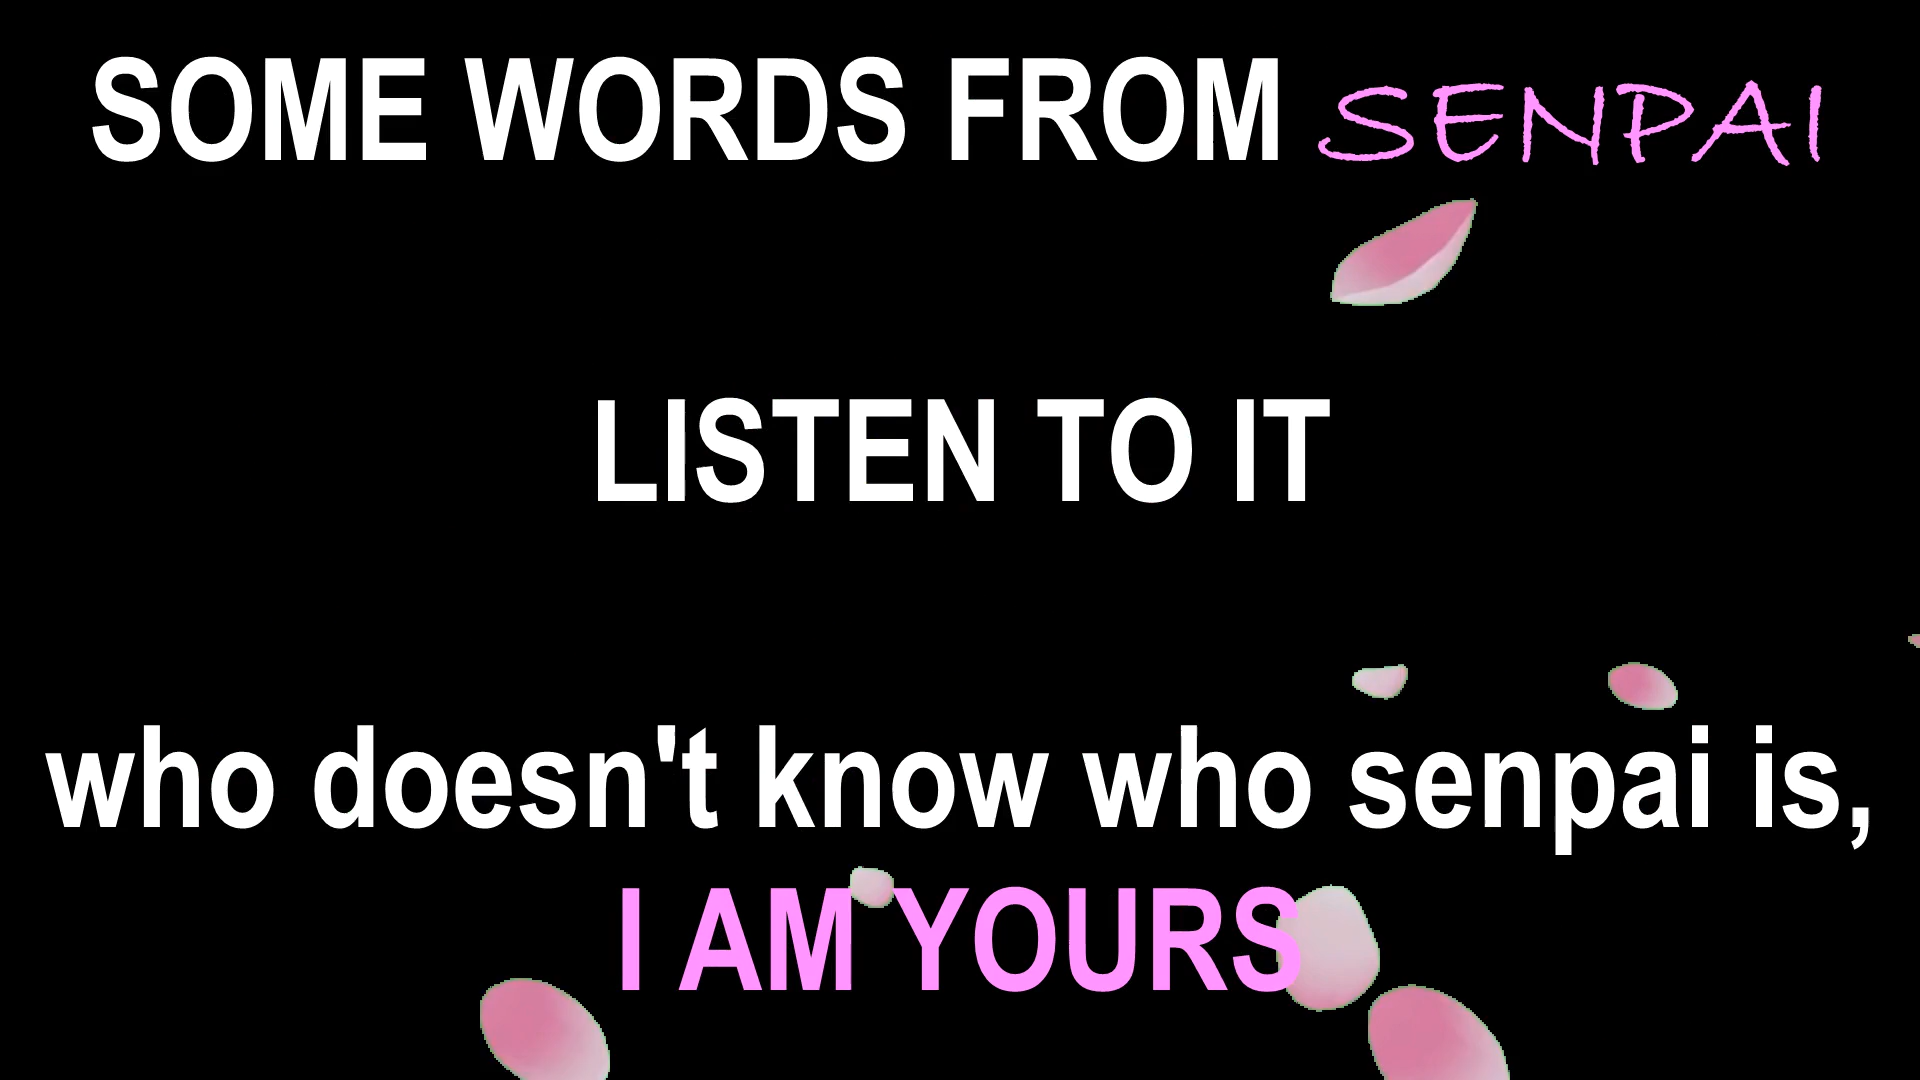 SOME WORDS FROM SENPAI
LISTEN TO IT
who doesn't know who senpai is,
I AM YOURS